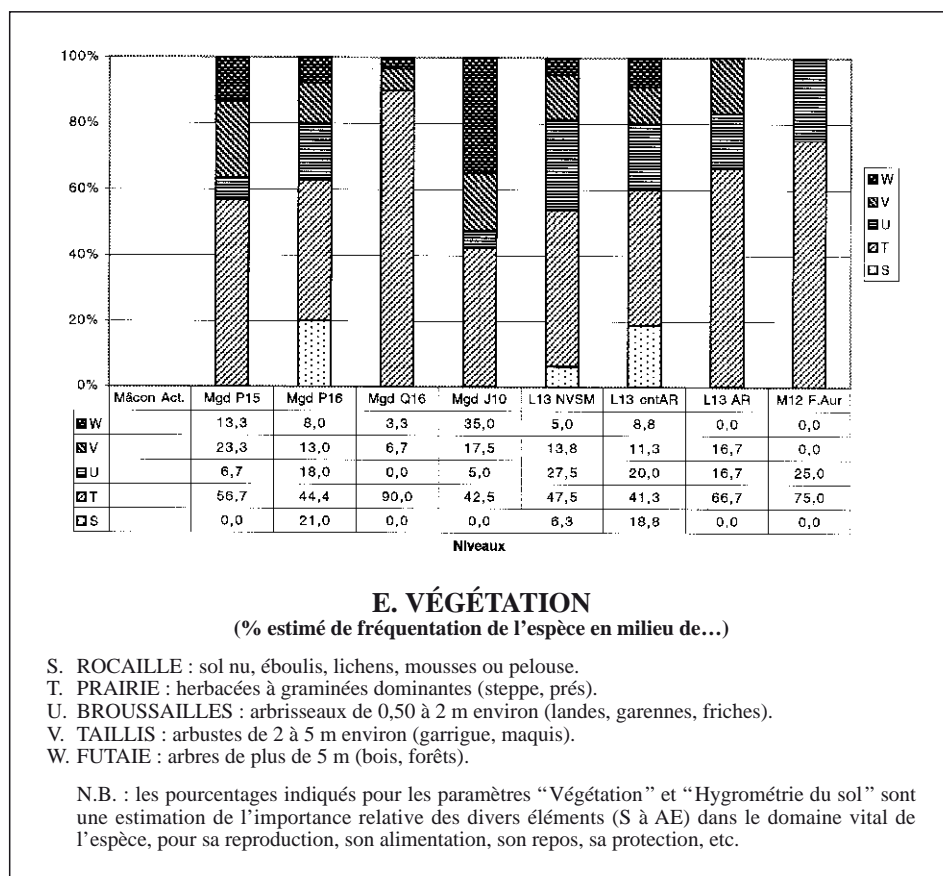 100%
80%
60%
40%
20%
0%
W
V
U
T
S
Mâcon Act. Mgd P15 Mgd P16 Mgd Q16 Mgd J10 L13 NVSM L13 entAR L13 AR M12 F.Aur
W 13,3 8,0 3,3 35,0 5,0 8,8 0,0 0,0
V 23,3 13,0 6,7 17,5 13,8 11,3 16,7 0,0
U 6,7 18,0 0,0 5,0 27,5 20,0 16,7 25,0
T 56,7 44,4 90,0 42,5 47,5 41,3 66,7 75,0
S 0,0 21,0 0,0 0,0 6,3 18,8 0,0 0,0
Niveaux
E. VÉGÉTATION
(% estimé de fréquentation de l’espèce en milieu de…)
S. ROCAILLE : sol nu, éboulis, lichens, mousses ou pelouse.
T. PRAIRIE : herbacées à graminées dominantes (steppe, prés).
U. BROUSSAILLES : arbrisseaux de 0,50 à 2 m environ (landes, garennes, friches).
V. TAILLIS : arbustes de 2 à 5 m environ (garrigue, maquis).
W. FUTAIE : arbres de plus de 5 m (bois, forêts).
N.B. : les pourcentages indiqués pour les paramètres “Végétation” et “Hygrométrie du sol” sont
une estimation de l’importance relative des divers éléments (S à AE) dans le domaine vital de
l’espèce, pour sa reproduction, son alimentation, son repos, sa protection, etc.